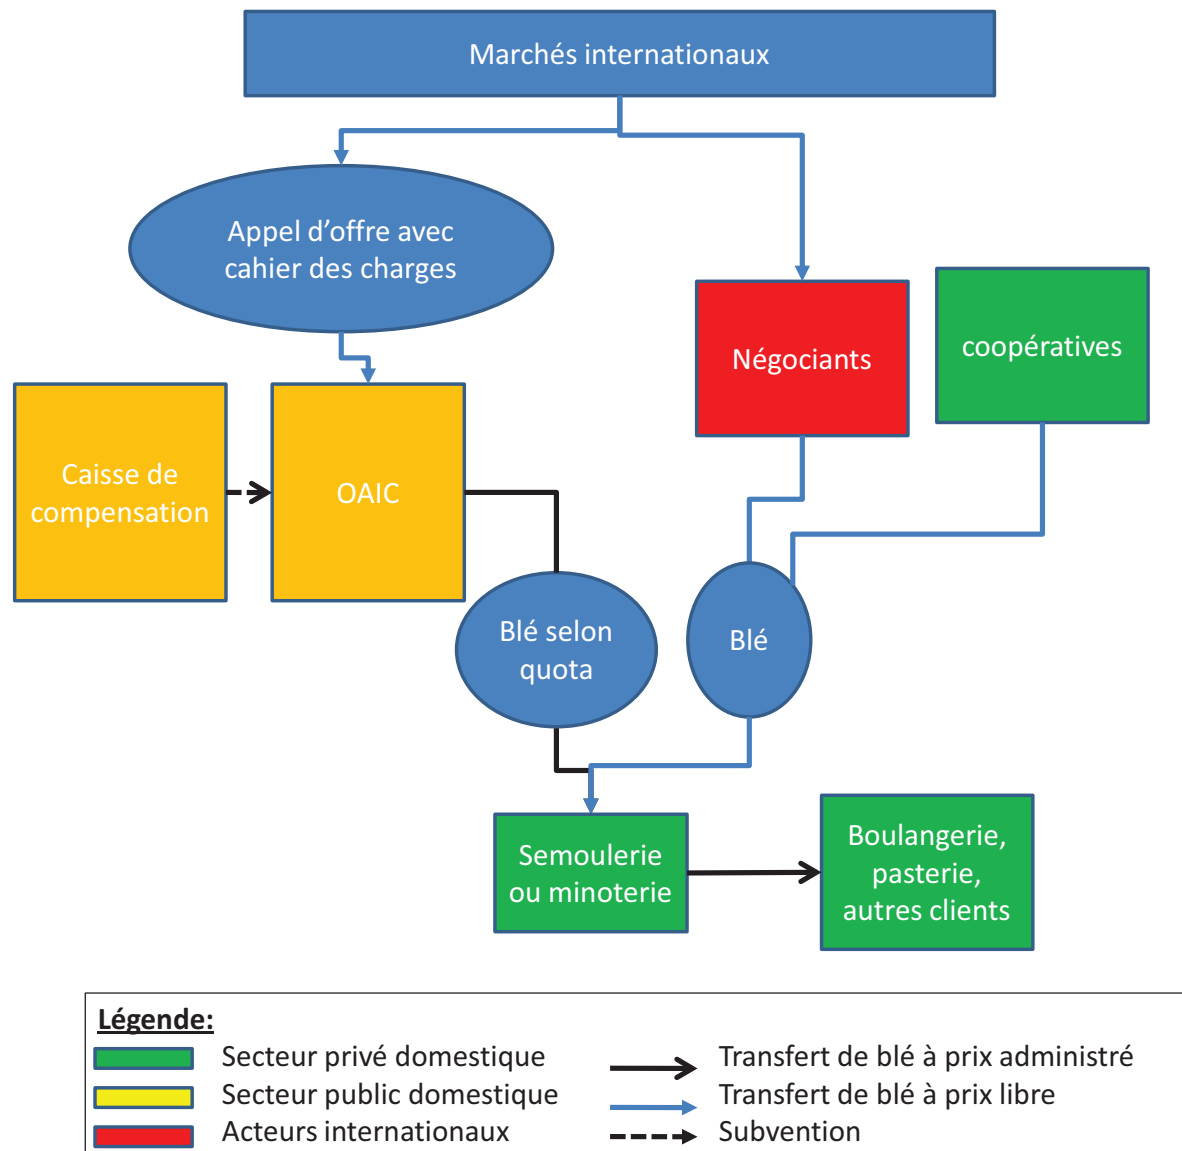 Marchés internationaux
Appel d’offre avec
cahier des charges
Négociants
coopératives
Caisse de
compensation
OAIC
Blé selon
quota
Blé
Semoulerie
ou minoterie
Boulangerie,
pasterie,
autres clients
Légende:
Secteur privé domestique
Secteur public domestique
Acteurs internationaux
Transfert de blé à prix administré
Transfert de blé à prix libre
Subvention